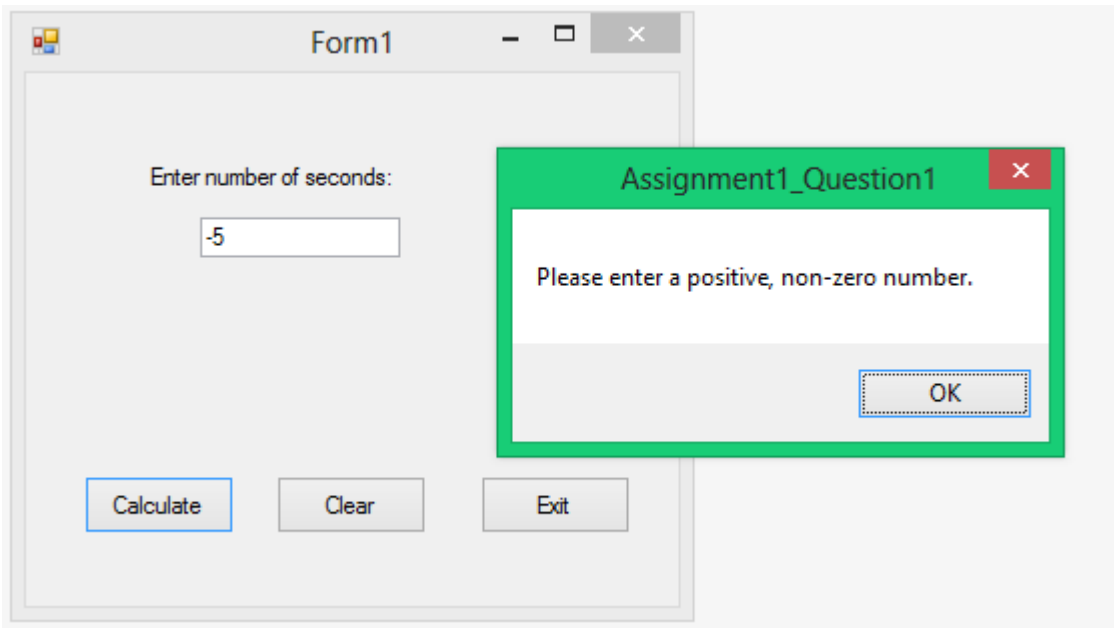 Form1
Enter number of seconds:
-5
Assignment1_Question1
Please enter a positive, non-zero number.
OK
Calculate
Clear
Exit